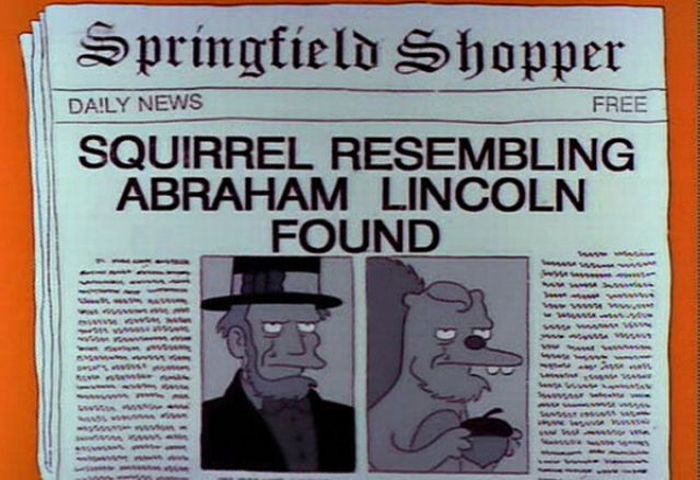 Springfield Shopper
DAILY NEWS FREE
SQUIRREL RESEMBLING
ABRAHAM LINCOLN
FOUND